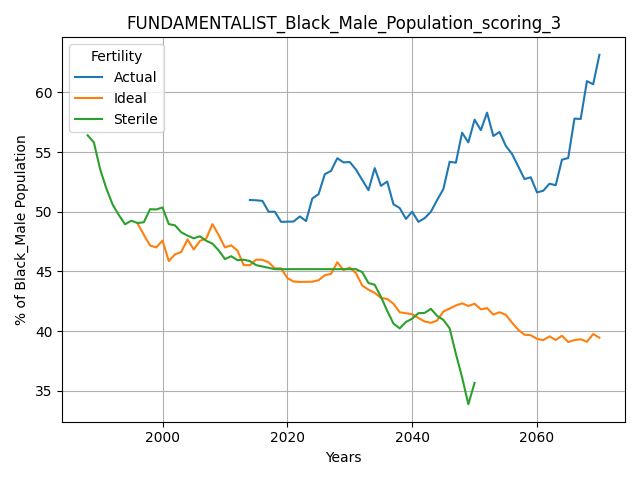 FUNDAMENTALIST_Black_Male_Population_scoring_3
Fertility
Actual
Ideal
Sterile
% of Black_Male Population
60
55
50
45
40
35
2000
2020
2040
2060
Years